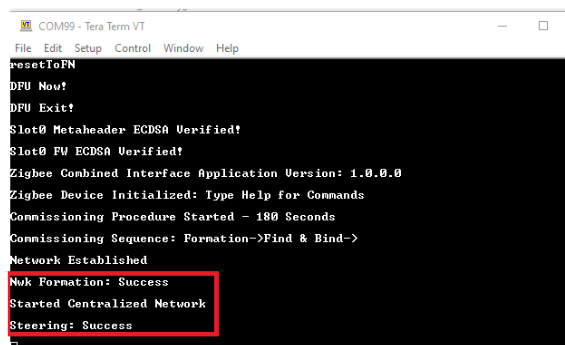 COM99 - Tera Term VT
File Edit Setup Control Window Help
resetToFN
DFU Now!
DFU Exit!
Slot0 Metaheader ECDSA Verified!
Slot0 FW ECDSA Verified!
Zigbee Combined Interface Application Version: 1.0.0.0
Zigbee Device Initialized: Type Help for Commands
Commissioning Procedure Started - 180 Seconds
Commissioning Sequence: Formation->Find & Bind->
Network Established
Nwk Formation: Success
Started Centralized Network
Steering: Success